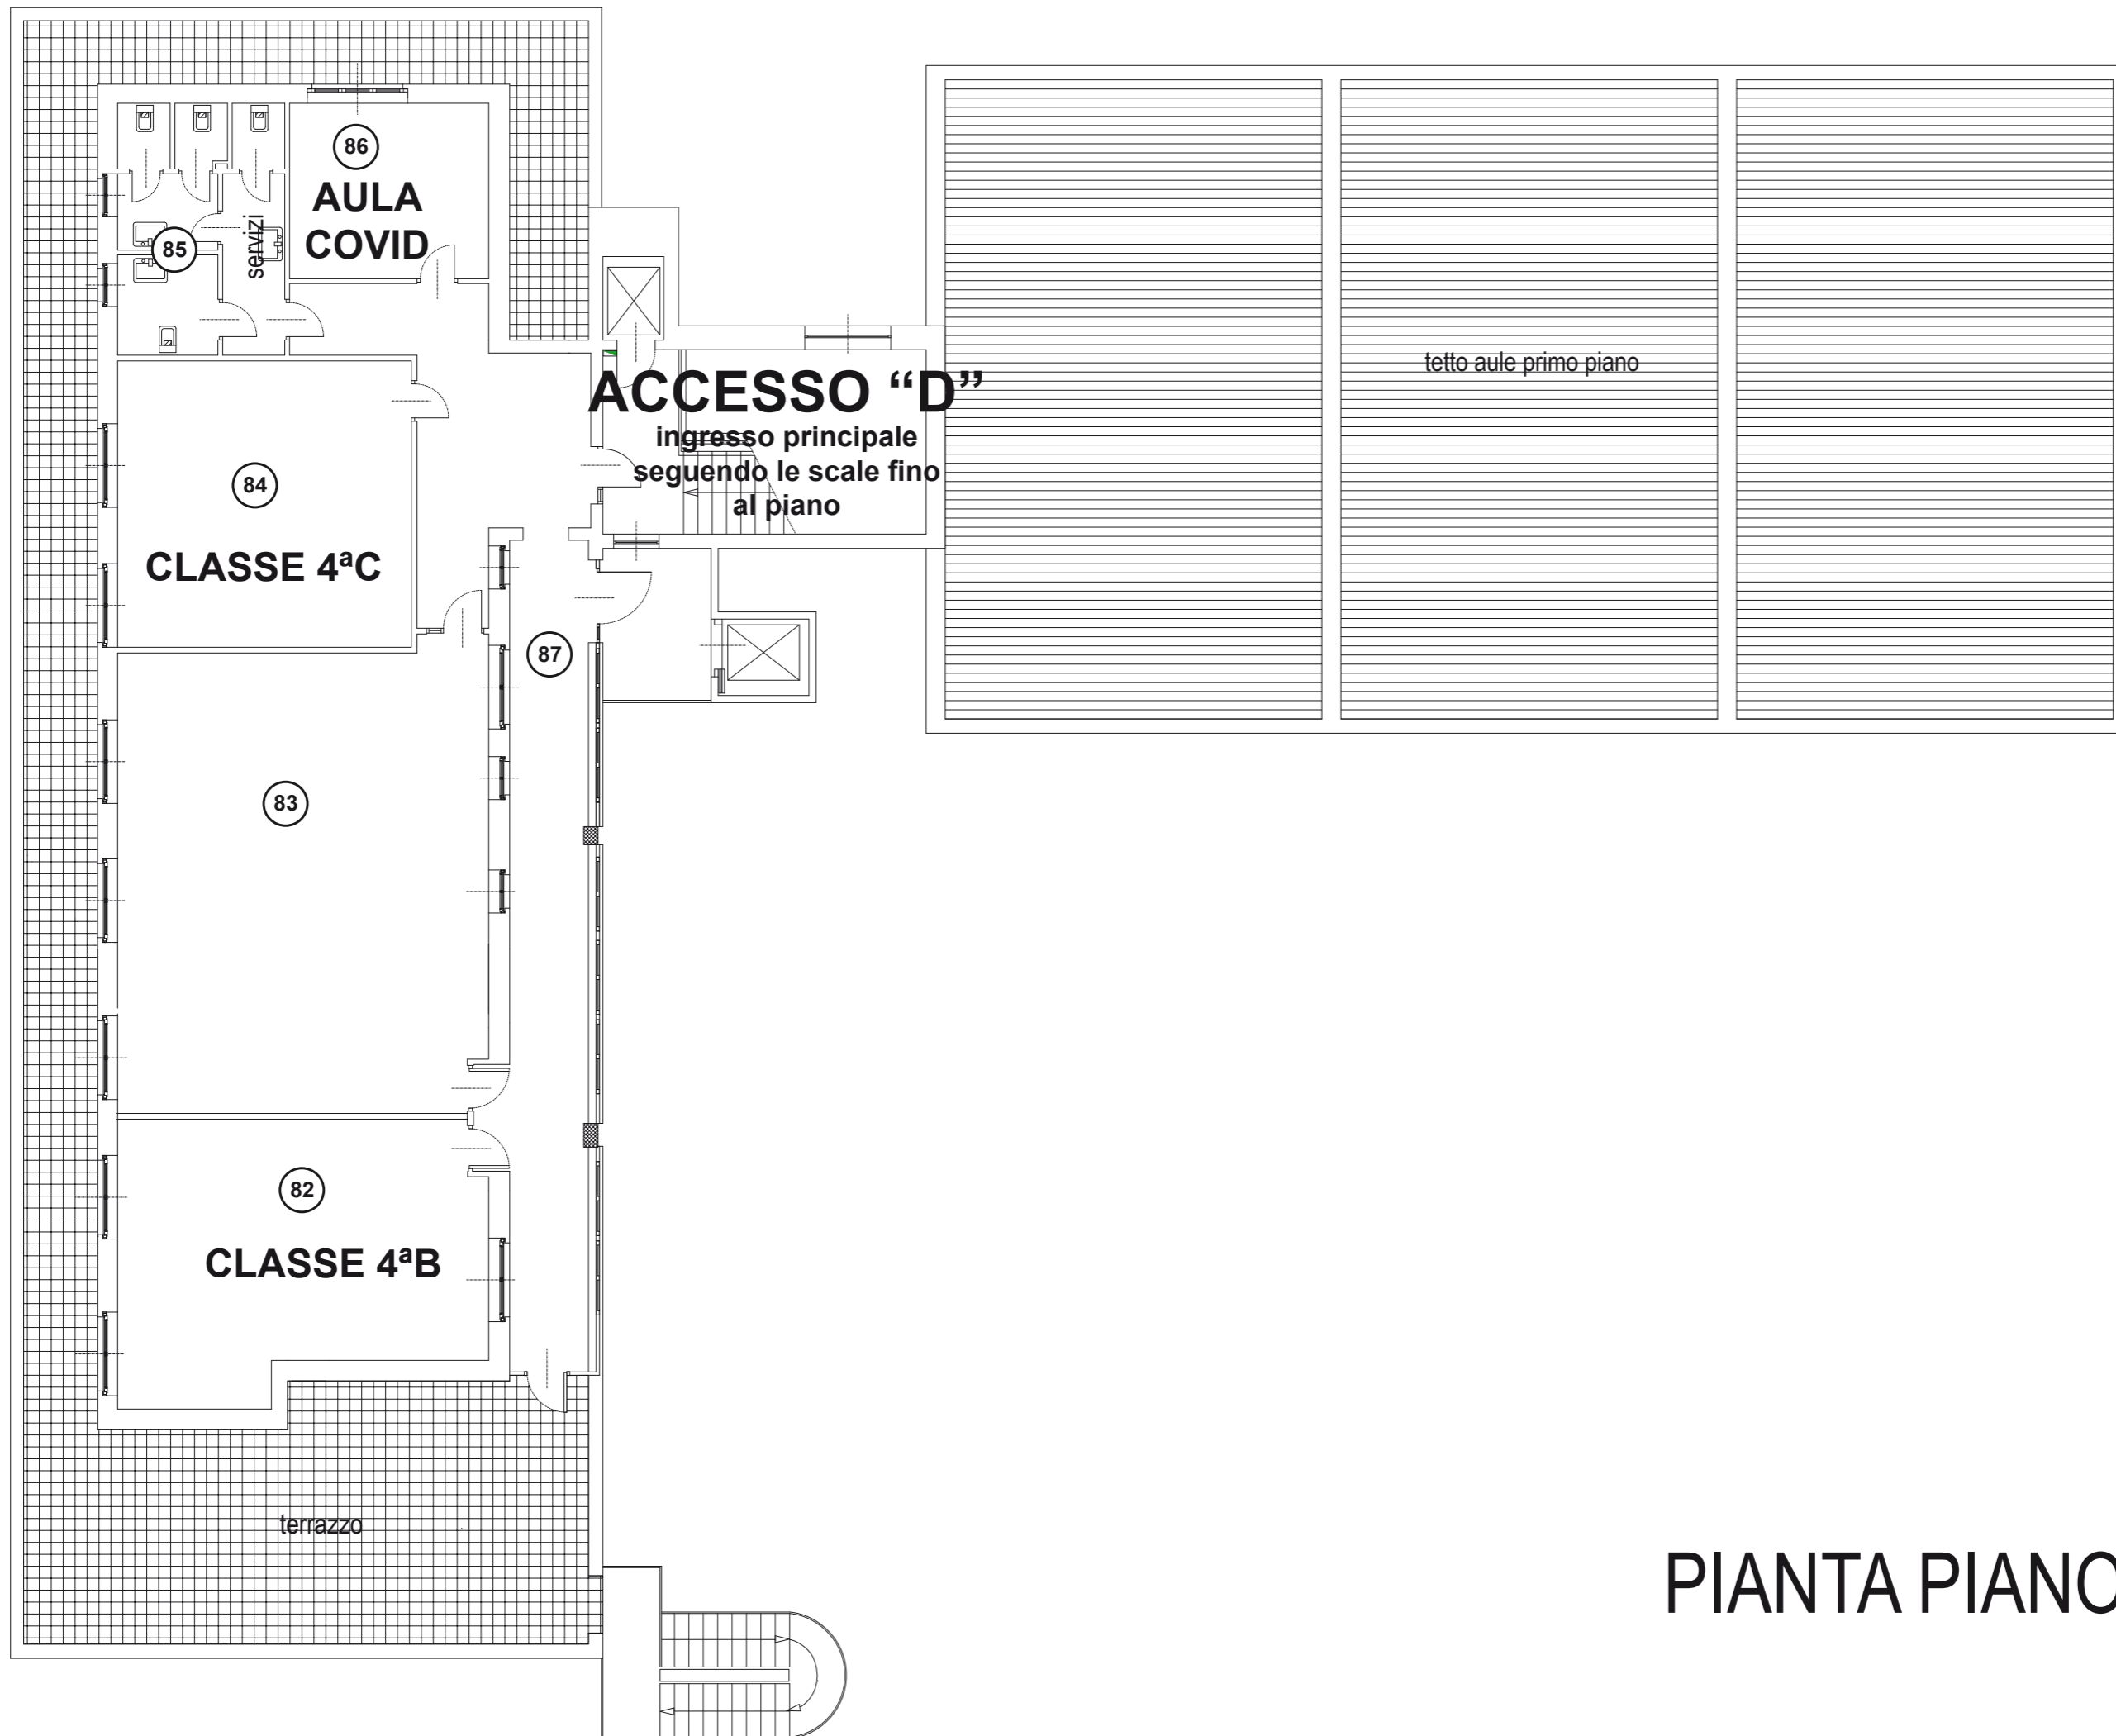 86
AULA
COVID
servizi
85
ACCESSO “D”
ingresso principale
seguendo le scale fino
al piano
tetto aule primo piano
84
CLASSE 4ªC
87
83
82
CLASSE 4ªB
terrazzo
PIANTA PIANO